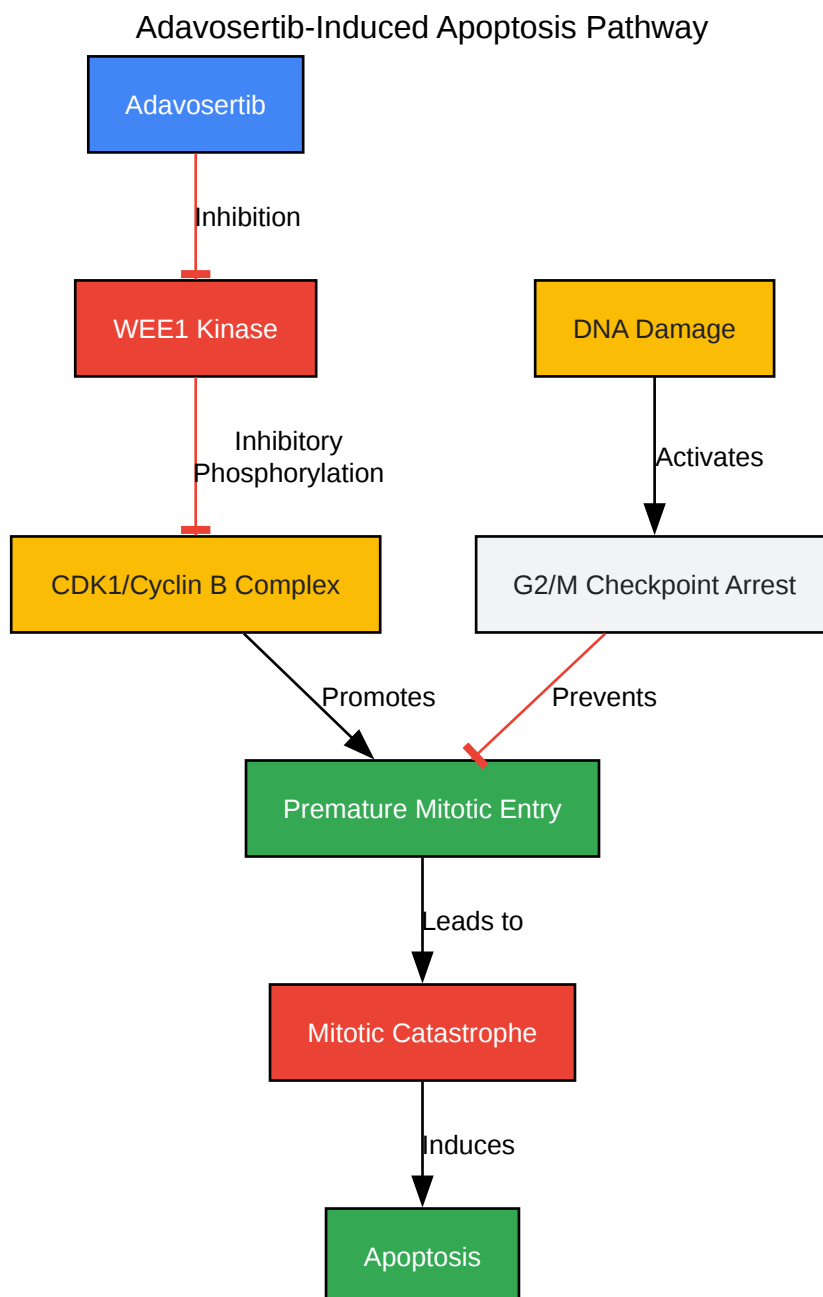 Adavosertib-Induced Apoptosis Pathway
Adavosertib
Inhibition
WEE1 Kinase
DNA Damage
Inhibitory
Phosphorylation
Activates
CDK1/Cyclin B Complex
G2/M Checkpoint Arrest
Promotes
Prevents
Premature Mitotic Entry
Leads to
Mitotic Catastrophe
Induces
Apoptosis